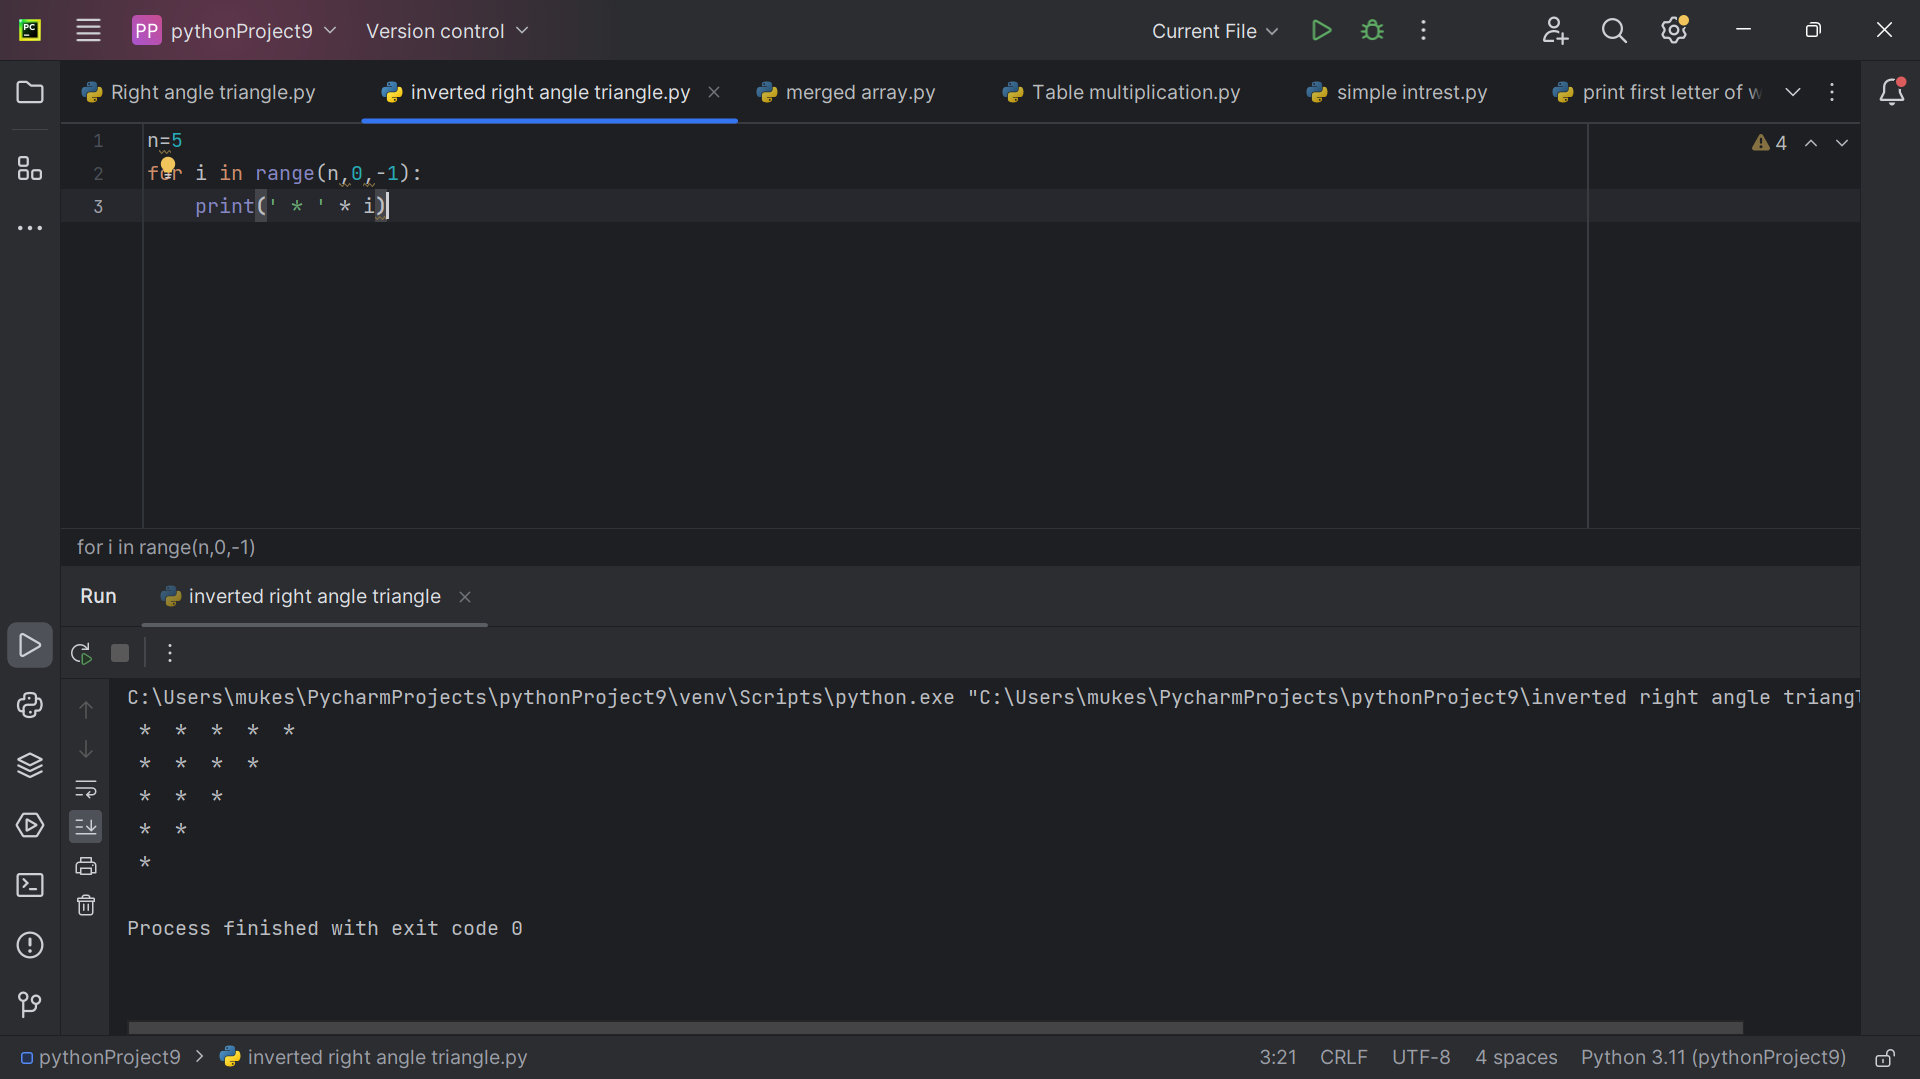 PC
PP pythonProject9 Version control Current File
Right angle triangle.py inverted right angle triangle.py merged array.py Table multiplication.py simple intrest.py print first letter of w
1 n=5
2 for i in range(n,0,-1):
3 print(' * ' * i)
4
for i in range(n,0,-1)
Run inverted right angle triangle
C:\Users\mukes\PycharmProjects\pythonProject9\venv\Scripts\python.exe "C:\Users\mukes\PycharmProjects\pythonProject9\inverted right angle triangl
* * * * *
* * * *
* * *
* *
*
Process finished with exit code 0
pythonProject9 > inverted right angle triangle.py 3:21 CRLF UTF-8 4 spaces Python 3.11 (pythonProject9)